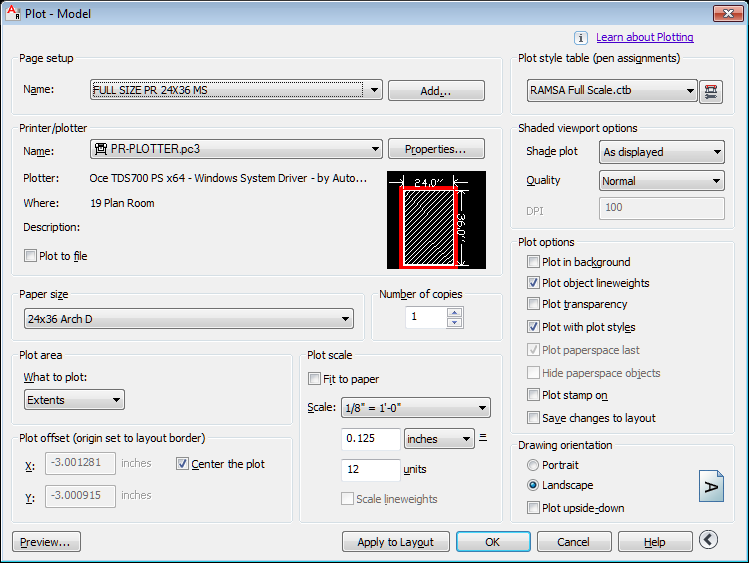 Plot - Model
Learn about Plotting
Page setup
Name: FULL SIZE PR 24X36 MS Add...
Plot style table (pen assignments)
RAMSA Full Scale.ctb
Printer/plotter
Name: PR-PLOTTER.pc3 Properties...
Plotter: Oce TDS700 PS x64 - Windows System Driver - by Auto...
Where: 19 Plan Room
Description:
Plot to file
24.0''
36.0''
Shaded viewport options
Shade plot As displayed
Quality Normal
DPI 100
Paper size
24x36 Arch D
Number of copies
1
Plot area
What to plot:
Extents
Plot offset (origin set to layout border)
X: -3.001281 inches Center the plot
Y: -3.000915 inches
Plot scale
Fit to paper
Scale: 1/8" = 1'-0"
0.125 inches =
12 units
Scale lineweights
Plot options
Plot in background
Plot object lineweights
Plot transparency
Plot with plot styles
Plot paperspace last
Hide paperspace objects
Plot stamp on
Save changes to layout
Drawing orientation
Portrait
Landscape
Plot upside-down
A
Preview... Apply to Layout OK Cancel Help